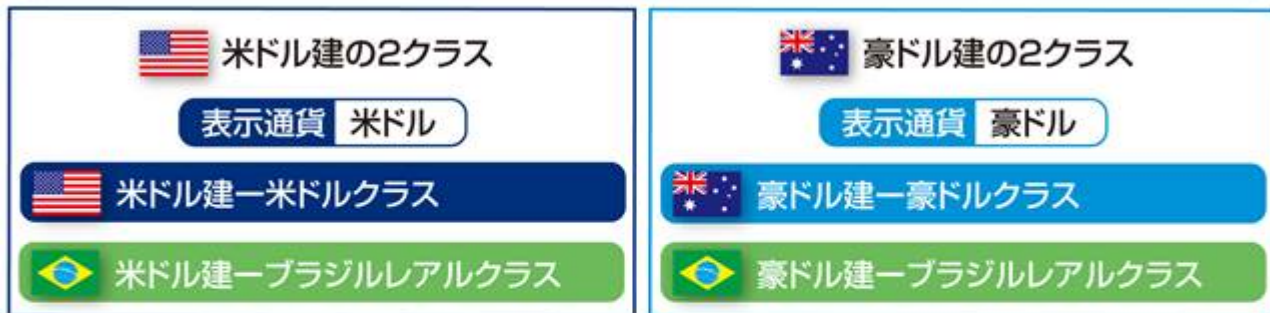 米ドル建の2クラス
表示通貨 米ドル
米ドル建ー米ドルクラス
米ドル建ーブラジルレアルクラス
豪ドル建の2クラス
表示通貨 豪ドル
豪ドル建ー豪ドルクラス
豪ドル建ーブラジルレアルクラス